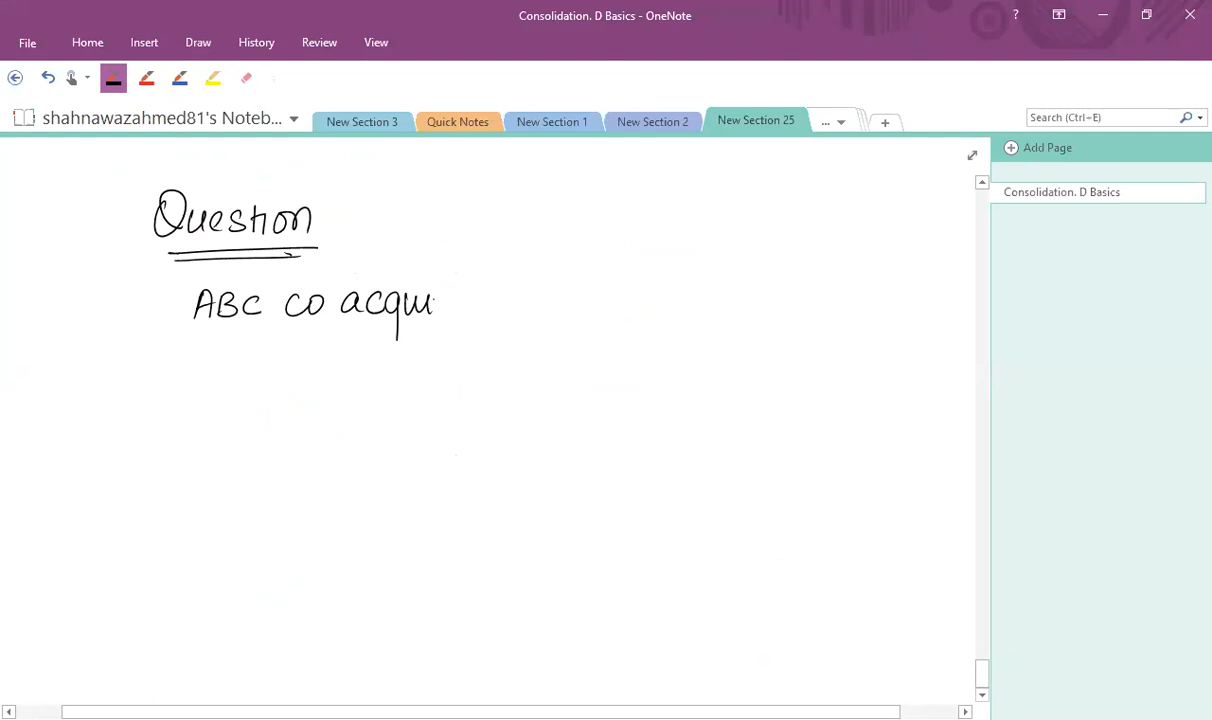 Consolidation. D Basics - OneNote
?
File
Home
Insert
Draw
History
Review
View
shahnawazahmed81's Noteb...
New Section 3
Quick Notes
New Section 1
New Section 2
New Section 25
...
Search (Ctrl+E)
Add Page
Consolidation. D Basics
Question
ABC co acqui